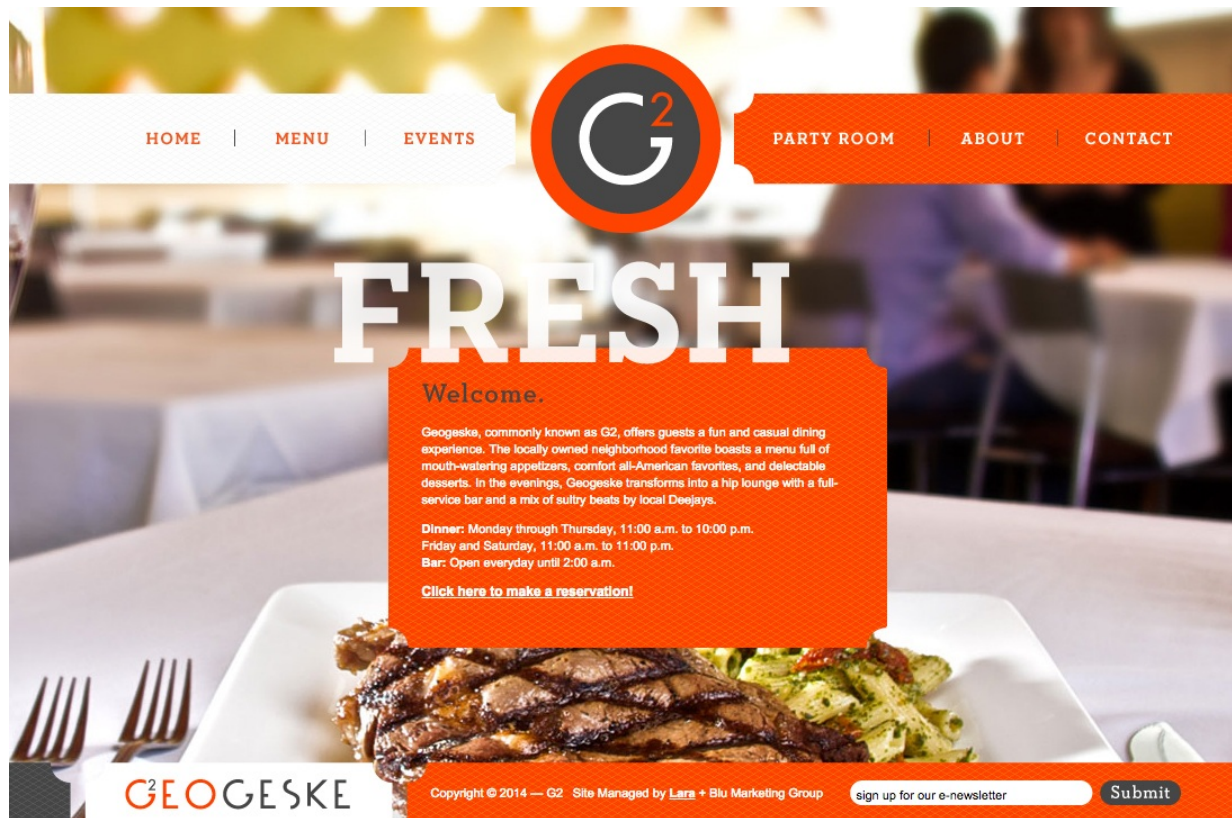 HOME | MENU | EVENTS
G2
PARTY ROOM | ABOUT | CONTACT
FRESH
Welcome.
Geogeske, commonly known as G2, offers guests a fun and casual dining
experience. The locally owned neighborhood favorite boasts a menu full of
mouth-watering appetizers, comfort all-American favorites, and delectable
desserts. In the evenings, Geogeske transforms into a hip lounge with a full-
service bar and a mix of sultry beats by local Deejays.
Dinner: Monday through Thursday, 11:00 a.m. to 10:00 p.m.
Friday and Saturday, 11:00 a.m. to 11:00 p.m.
Bar: Open everyday until 2:00 a.m.
Click here to make a reservation!
G2EOGESKE
Copyright © 2014 — G2 Site Managed by Lara + Blu Marketing Group
sign up for our e-newsletter
Submit